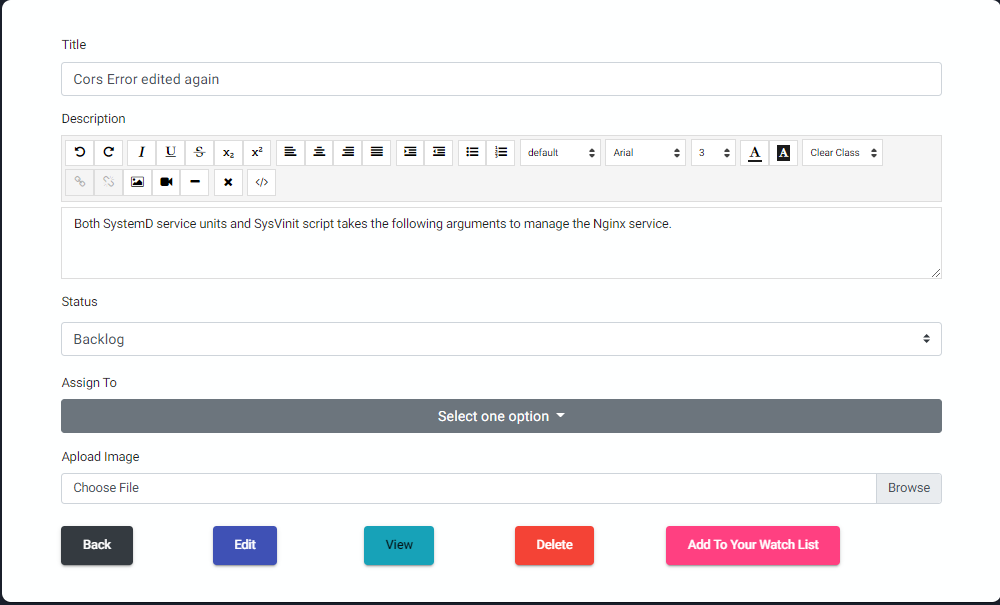 Title
Cors Error edited again
Description
I U S x₂ x² default Arial 3 A A Clear Class
</>
Both SystemD service units and SysVinit script takes the following arguments to manage the Nginx service.
Status
Backlog
Assign To
Select one option
Apload Image
Choose File Browse
Back Edit View Delete Add To Your Watch List